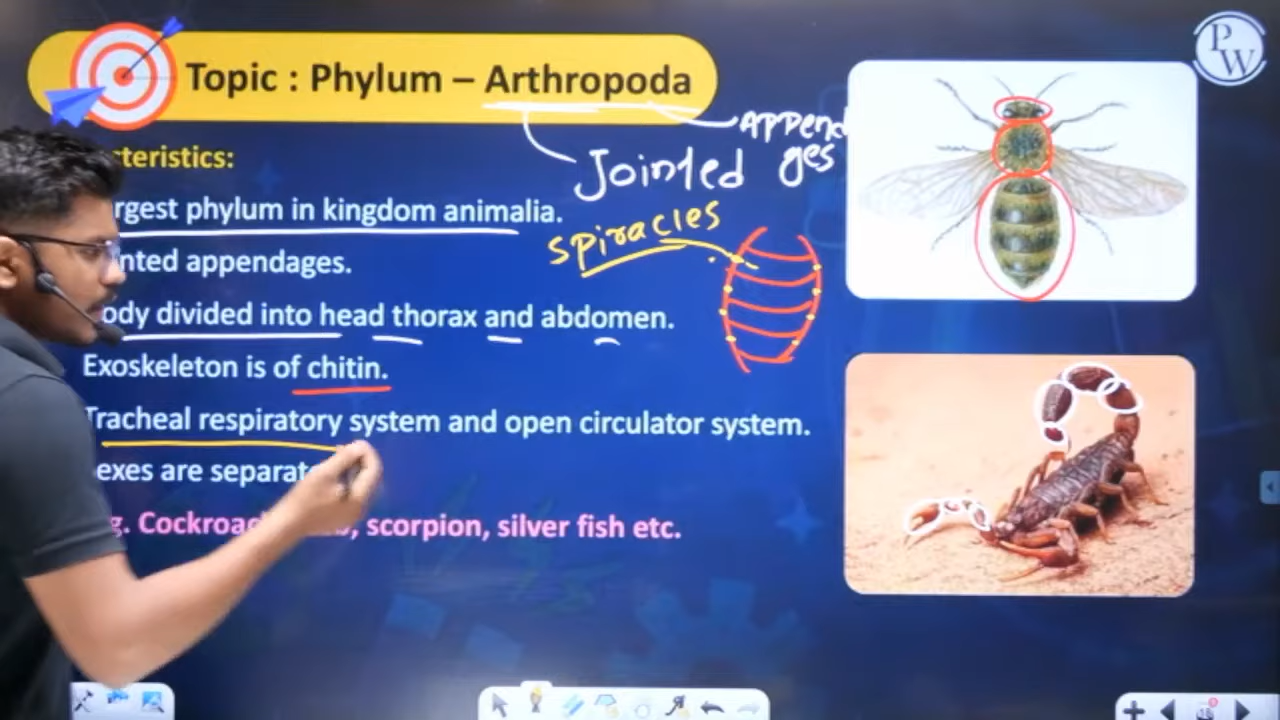 Topic : Phylum – Arthropoda
PW
Append
ges
Jointed
cteristics:
rgest phylum in kingdom animalia.
spiracles
nted appendages.
ody divided into head thorax and abdomen.
Exoskeleton is of chitin.
Tracheal respiratory system and open circulator system.
exes are separat
g. Cockroac , scorpion, silver fish etc.